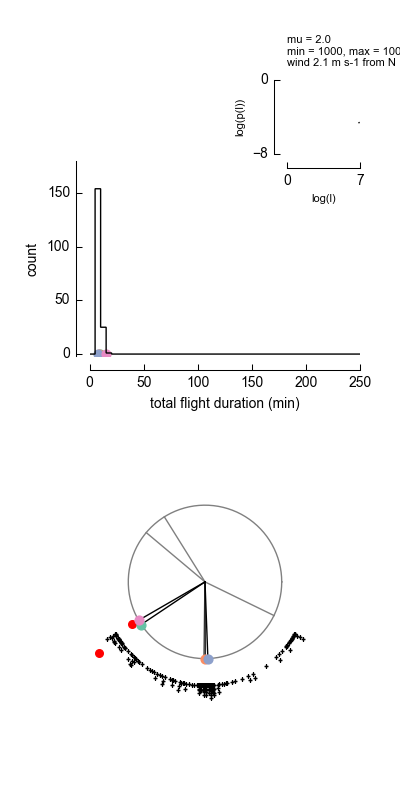 mu = 2.0
min = 1000, max = 100
wind 2.1 m s-1 from N
0
log(p(l))
−8
0 7
log(l)
150
100
50
0
count
0 50 100 150 200 250
total flight duration (min)